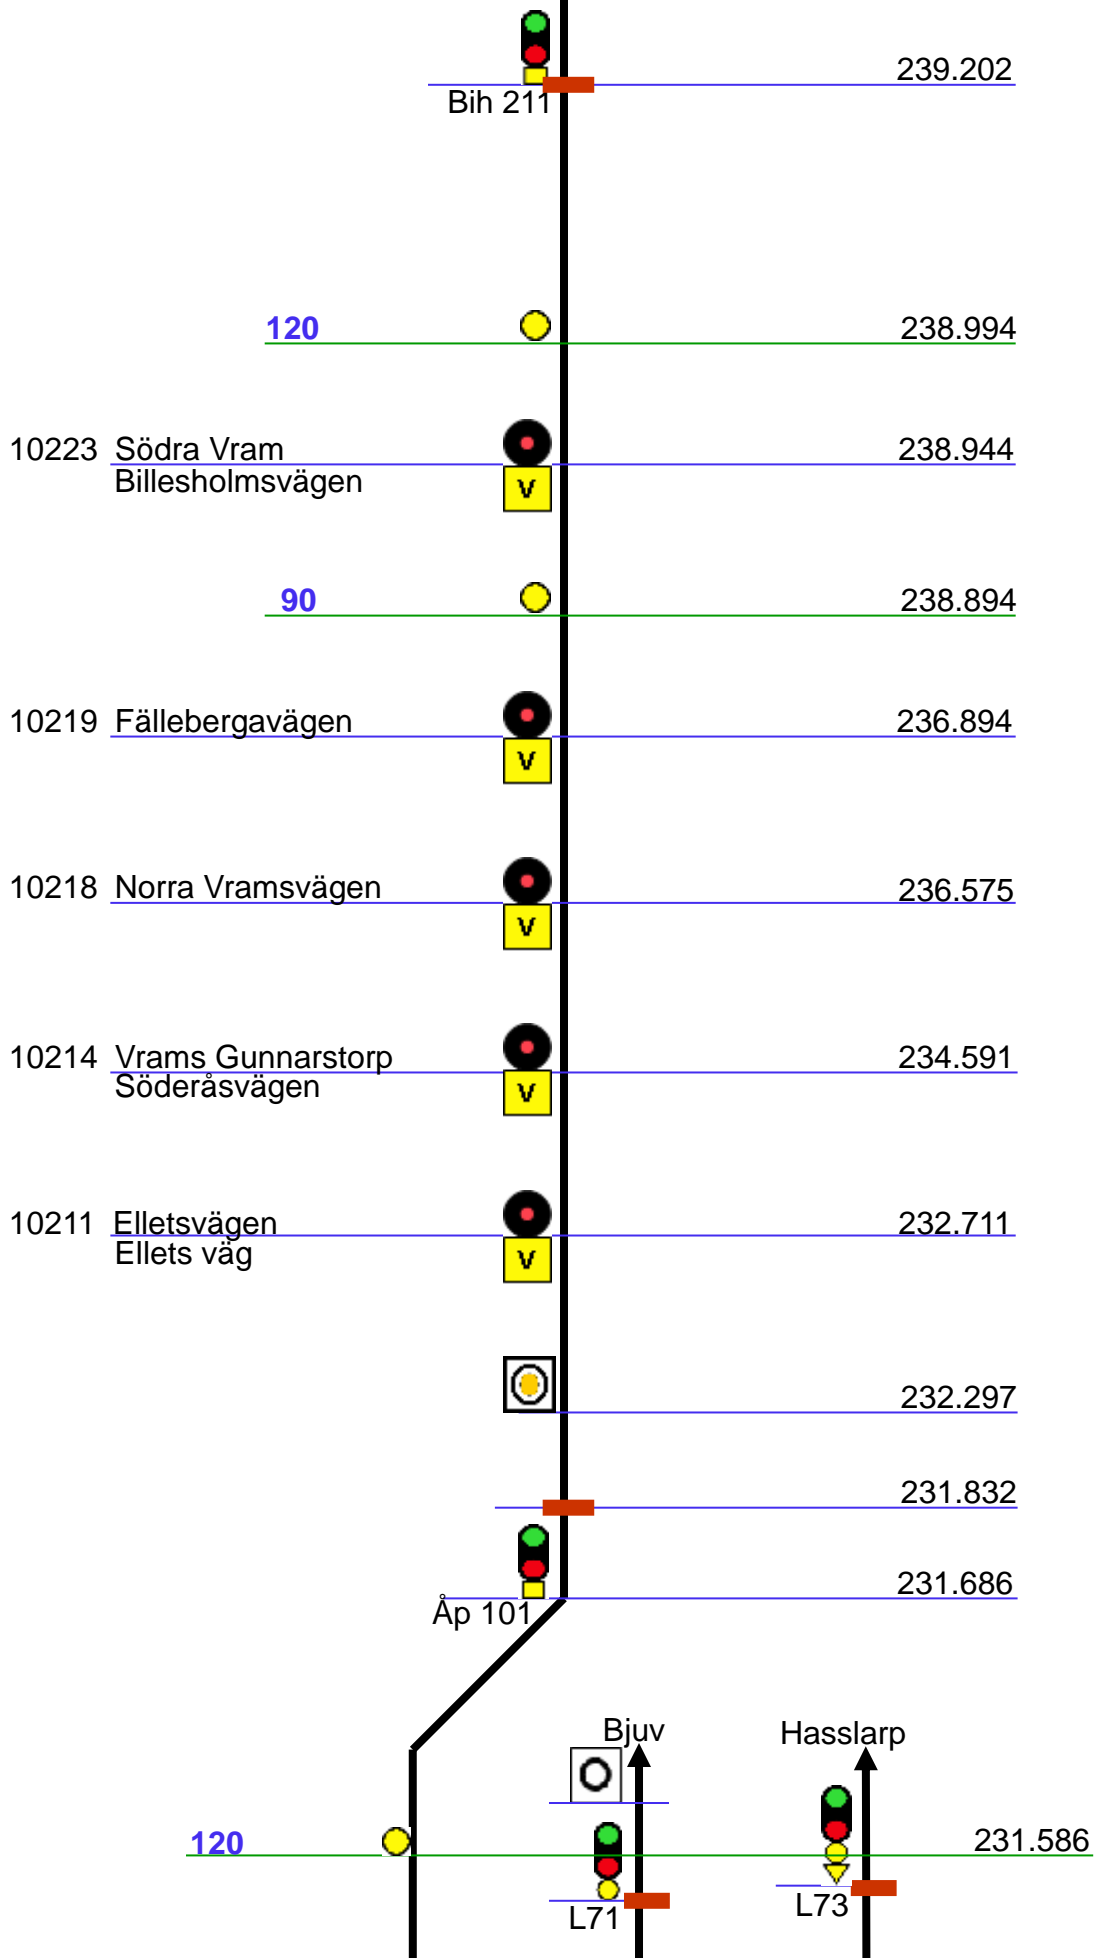 239.202
Bih 211
120 238.994
10223 Södra Vram 238.944
Billesholmsvägen
V
90 238.894
10219 Fällebergavägen 236.894
V
10218 Norra Vramsvägen 236.575
V
10214 Vrams Gunnarstorp 234.591
Söderåsvägen
V
10211 Elletsvägen 232.711
Ellets väg
V
232.297
231.832
231.686
Åp 101
Bjuv Hasslarp
120 231.586
L71 L73